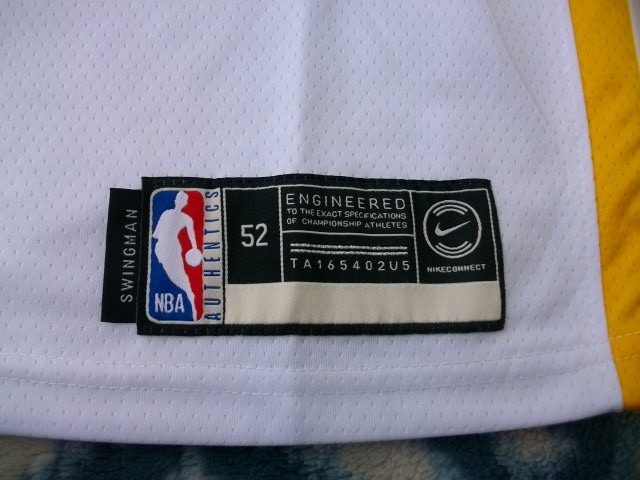 SWINGMAN
NBA
AUTHENTICS
52
ENGINEERED
TO THE EXACT SPECIFICATIONS
OF CHAMPIONSHIP ATHLETES
TA165402U5
NIKECONNECT